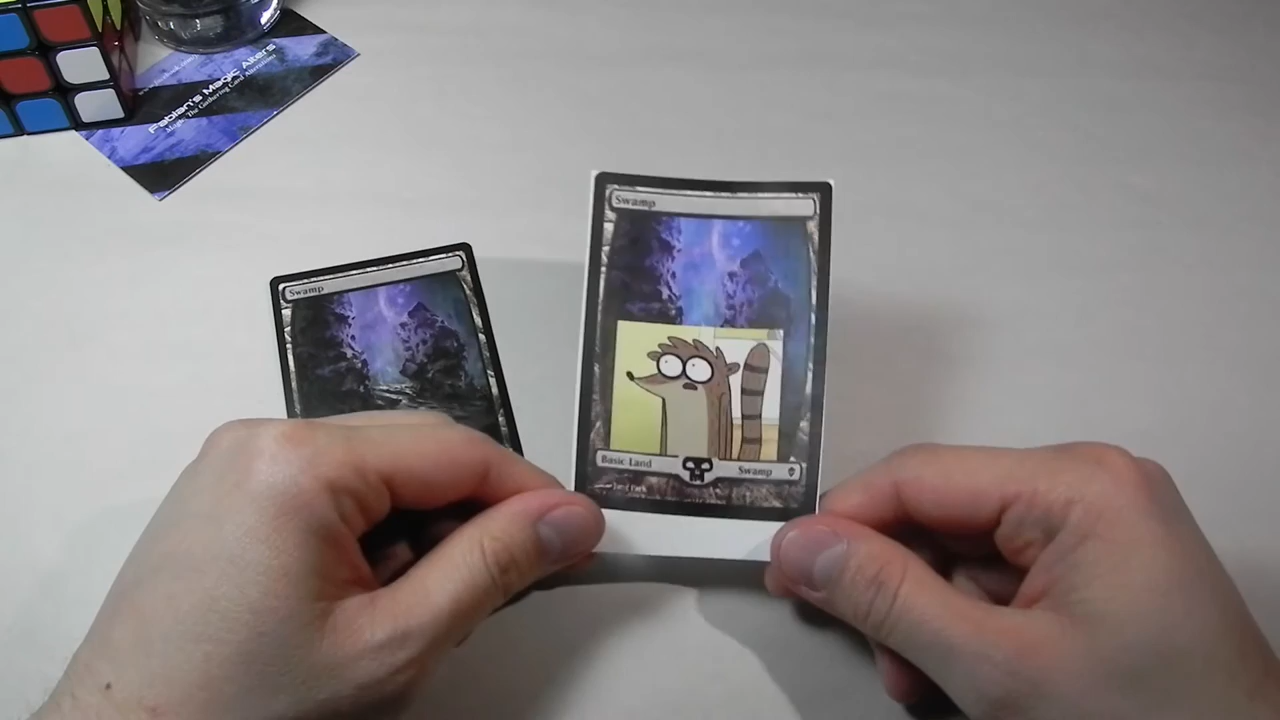 Fabian's Magic Alters
Magic: The Gathering Card Alterations
Swamp
Swamp
Basic Land
Swamp